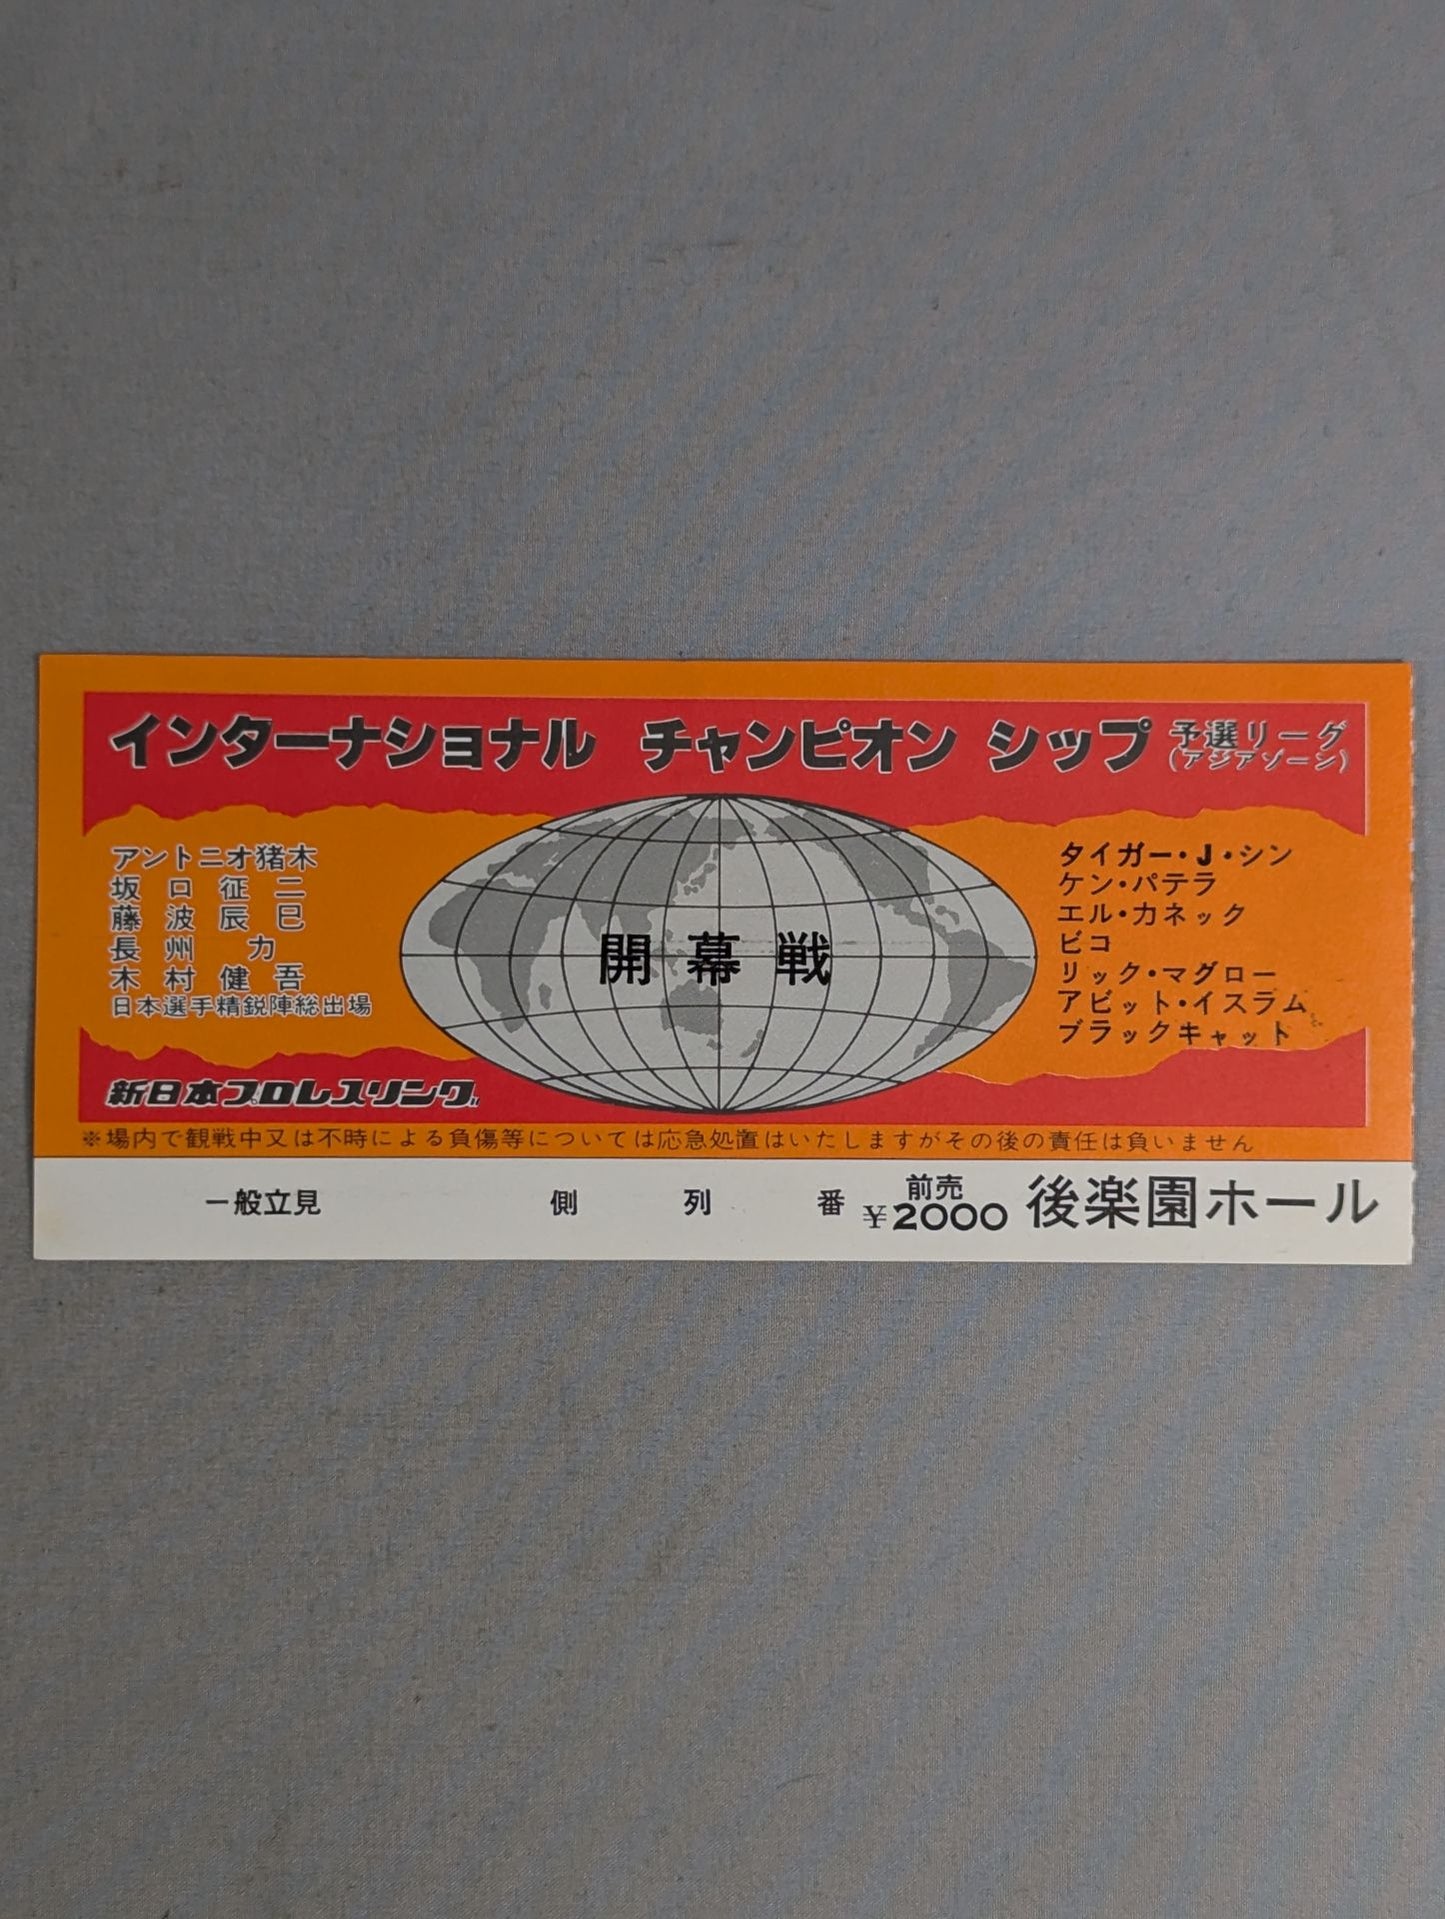 インターナショナル チャンピオン シップ 予選リーグ
(アジアゾーン)
アントニオ猪木
坂口征二
藤波辰巳
長州 力
木村健吾
日本選手精鋭陣総出場
新日本プロレスリング
開幕戦
タイガー・J・シン
ケン・パテラ
エル・カネック
ビコ
リック・マグロー
アビット・イスラム
ブラックキャット
※場内で観戦中又は不時による負傷等については応急処置はいたしますがその後の責任は負いません
一般立見 側 列 番 前売 ¥2000 後楽園ホール